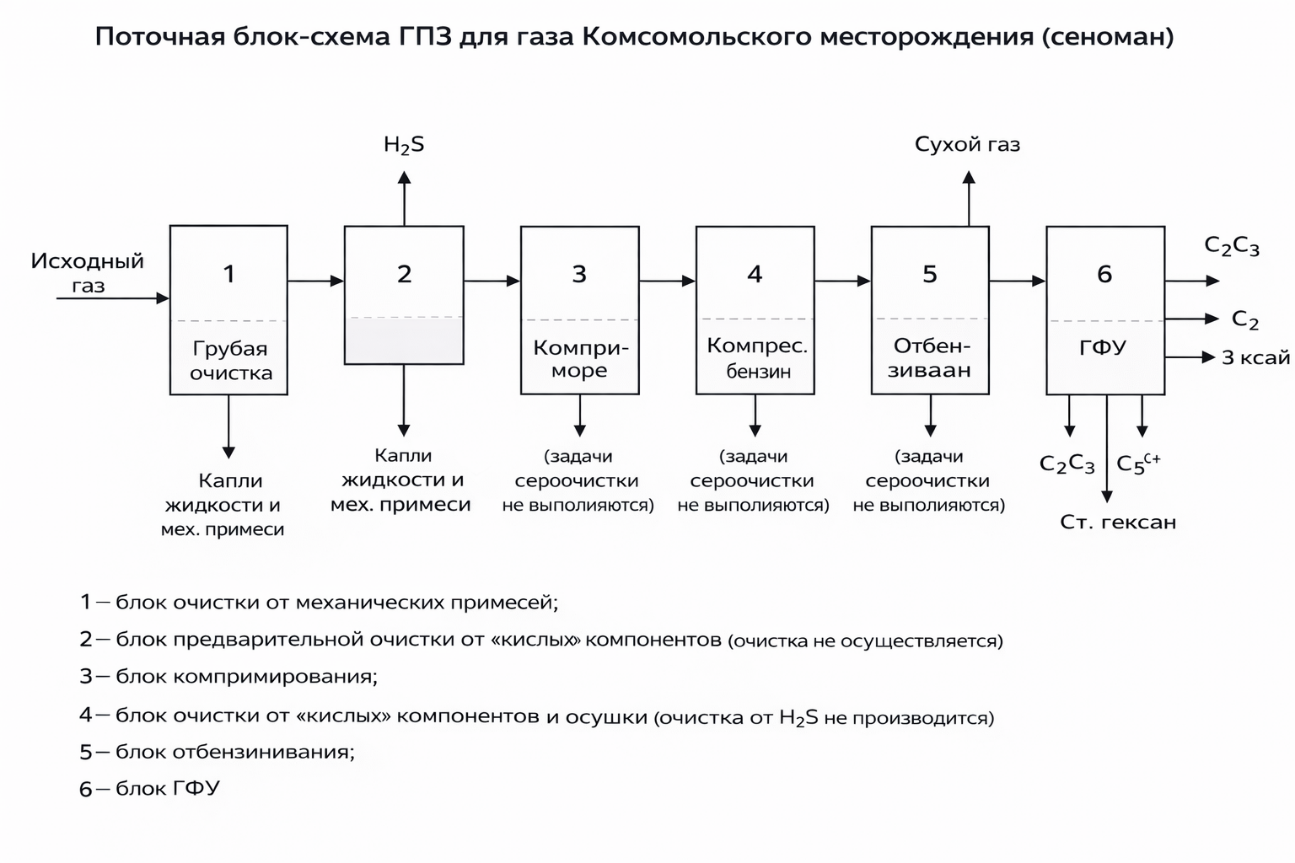 Поточная блок-схема ГПЗ для газа Комсомольского месторождения (сеноман)
H₂S
Сухой газ
Исходный
газ
1
Грубая
очистка
2
3
Компри-
море
4
Компрес.
бензин
5
Отбен-
зиваан
6
ГФУ
C₂C₃
C₂
3 ксай
Капли
жидкости и
мех. примеси
Капли
жидкости и
мех. примеси
(задачи
сероочистки
не выполияются)
(задачи
сероочистки
не выполияются)
(задачи
сероочистки
не выполияются)
C₂C₃
C₅ᶜ⁺
Ст. гексан
1 – блок очистки от механических примесей;
2 – блок предварительной очистки от «кислых» компонентов (очистка не осуществляется)
3 – блок компримирования;
4 – блок очистки от «кислых» компонентов и осушки (очистка от H₂S не производится)
5 – блок отбензинивания;
6 – блок ГФУ